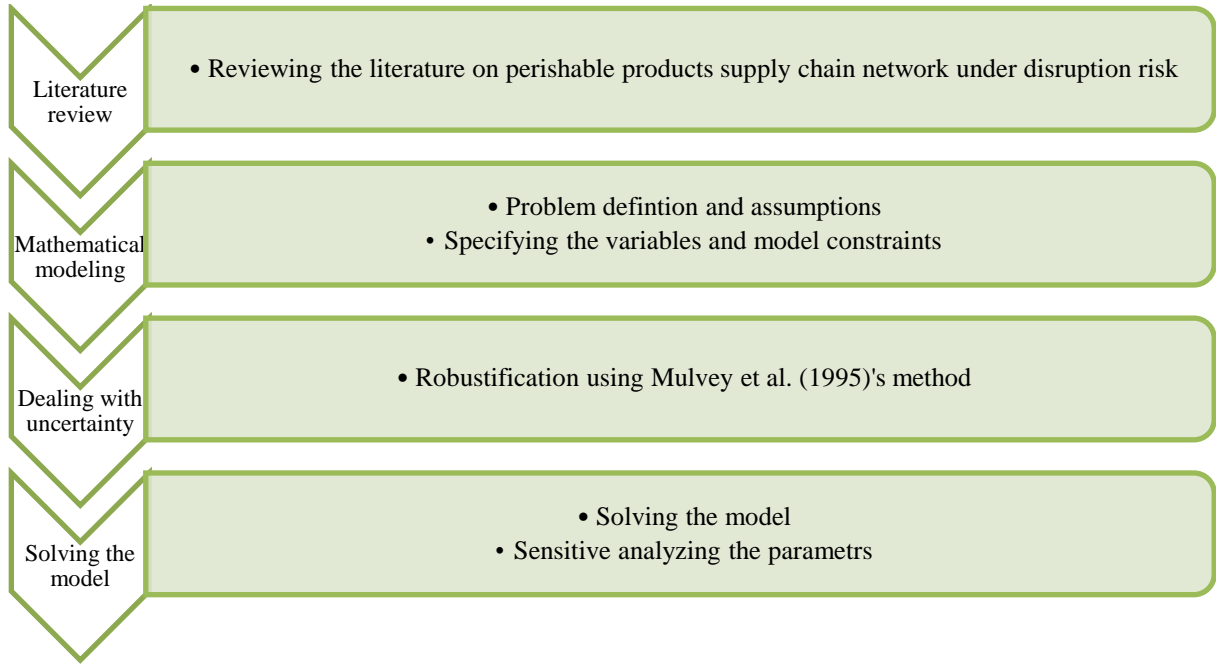 Literature
review
• Reviewing the literature on perishable products supply chain network under disruption risk
Mathematical
modeling
• Problem defintion and assumptions
• Specifying the variables and model constraints
Dealing with
uncertainty
• Robustification using Mulvey et al. (1995)'s method
Solving the
model
• Solving the model
• Sensitive analyzing the parametrs